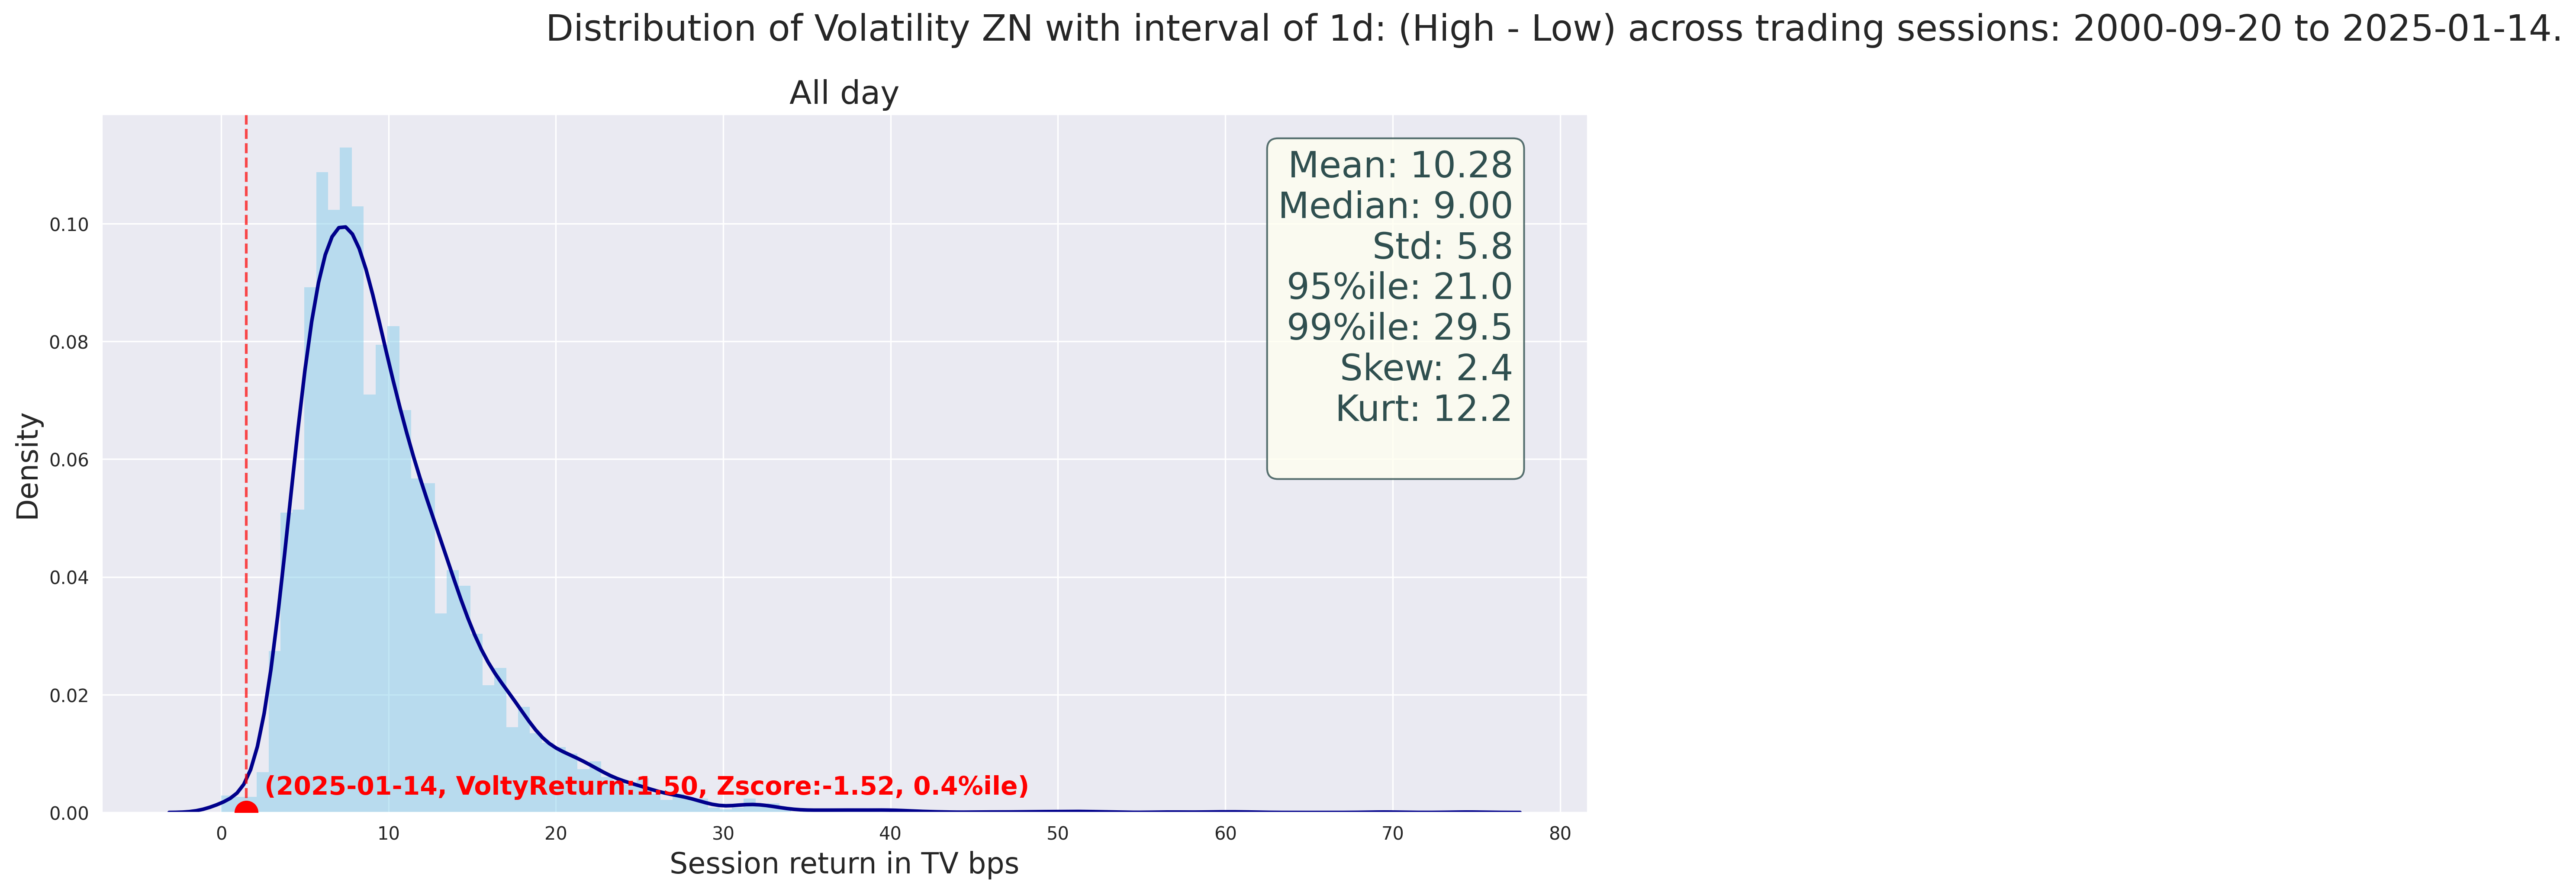 Distribution of Volatility ZN with interval of 1d: (High - Low) across trading sessions: 2000-09-20 to 2025-01-14.
All day
Mean: 10.28
Median: 9.00
Std: 5.8
95%ile: 21.0
99%ile: 29.5
Skew: 2.4
Kurt: 12.2
Density
0.10
0.08
0.06
0.04
0.02
0.00
(2025-01-14, VoltyReturn:1.50, Zscore:-1.52, 0.4%ile)
0 10 20 30 40 50 60 70 80
Session return in TV bps